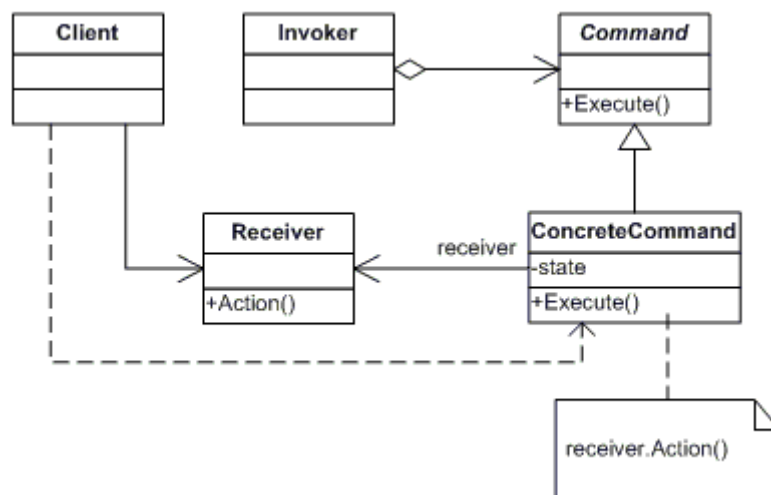 Client
Invoker
Command
+Execute()
Receiver
+Action()
receiver
ConcreteCommand
-state
+Execute()
receiver.Action()